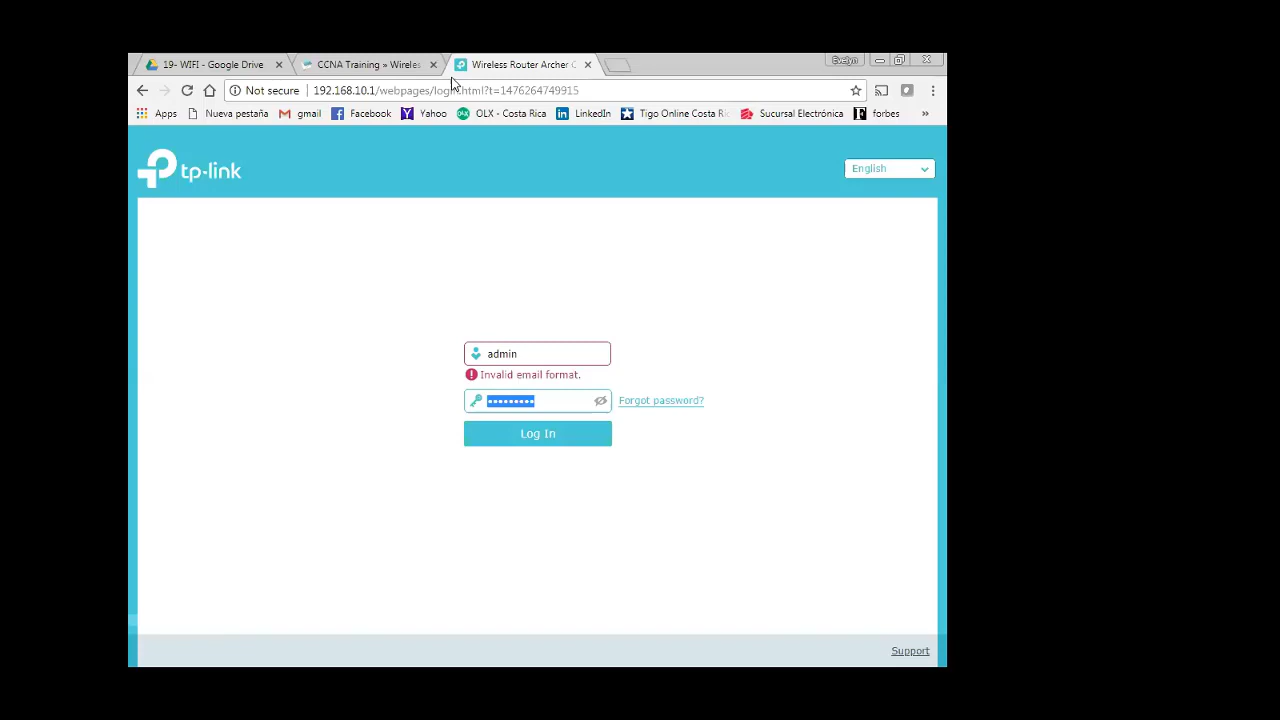 19- WIFI - Google Drive
CCNA Training » Wireles
Wireless Router Archer C
Evelyn
Not secure
192.168.10.1/webpages/login.html?t=1476264749915
Apps
Nueva pestaña
gmail
Facebook
Yahoo
OLX - Costa Rica
LinkedIn
Tigo Online Costa Ri
Sucursal Electrónica
forbes
»
tp-link
English
admin
Invalid email format.
Forgot password?
Log In
Support